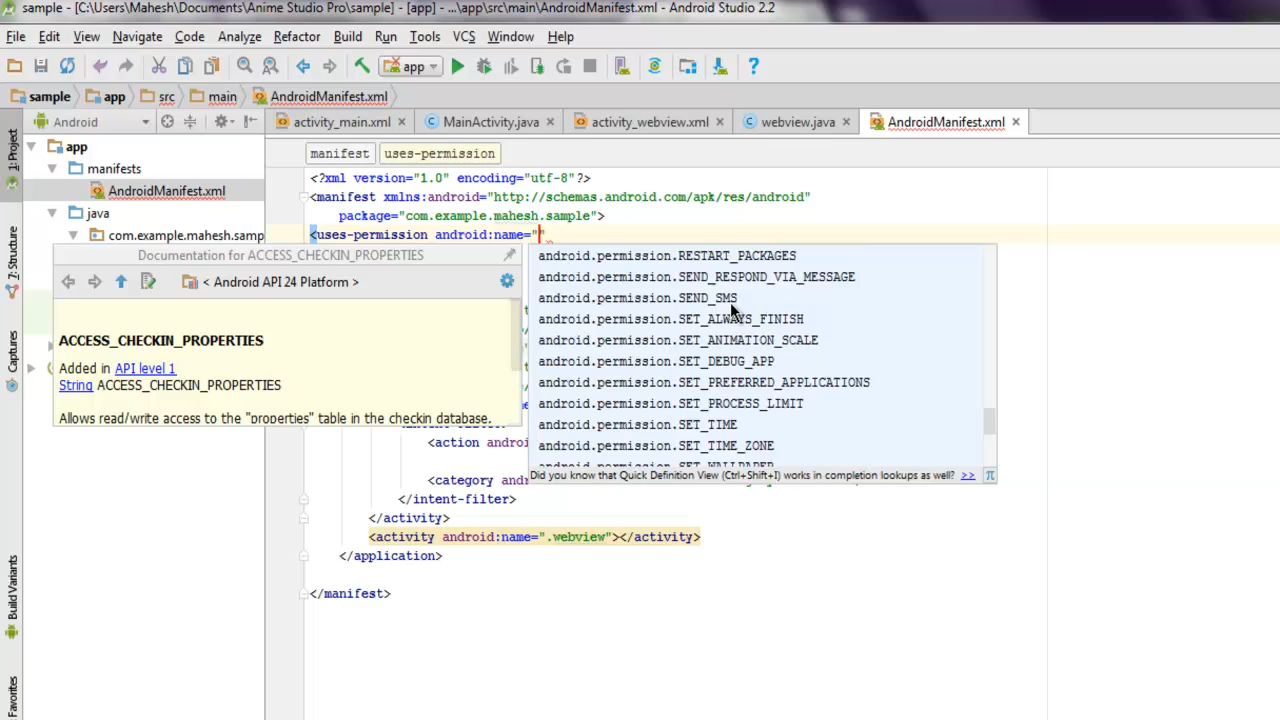 sample - [C:\Users\Mahesh\Documents\Anime Studio Pro\sample] - [app] - ...\app\src\main\AndroidManifest.xml - Android Studio 2.2
File Edit View Navigate Code Analyze Refactor Build Run Tools VCS Window Help
app
sample app src main AndroidManifest.xml
Android
activity_main.xml MainActivity.java activity_webview.xml webview.java AndroidManifest.xml
1: Project
7: Structure
Captures
Build Variants
Favorites
app
manifests
AndroidManifest.xml
java
com.example.mahesh.samp
manifest uses-permission
<?xml version="1.0" encoding="utf-8"?>
<manifest xmlns:android="http://schemas.android.com/apk/res/android"
package="com.example.mahesh.sample">
<uses-permission android:name=""
Documentation for ACCESS_CHECKIN_PROPERTIES
< Android API 24 Platform >
ACCESS_CHECKIN_PROPERTIES
Added in API level 1
String ACCESS_CHECKIN_PROPERTIES
Allows read/write access to the "properties" table in the checkin database.
android.permission.RESTART_PACKAGES
android.permission.SEND_RESPOND_VIA_MESSAGE
android.permission.SEND_SMS
android.permission.SET_ALWAYS_FINISH
android.permission.SET_ANIMATION_SCALE
android.permission.SET_DEBUG_APP
android.permission.SET_PREFERRED_APPLICATIONS
android.permission.SET_PROCESS_LIMIT
android.permission.SET_TIME
android.permission.SET_TIME_ZONE
android.permission.SET_WALLPAPER
Did you know that Quick Definition View (Ctrl+Shift+I) works in completion lookups as well? >> π
<action androi
<category andr
</intent-filter>
</activity>
<activity android:name=".webview"></activity>
</application>
</manifest>